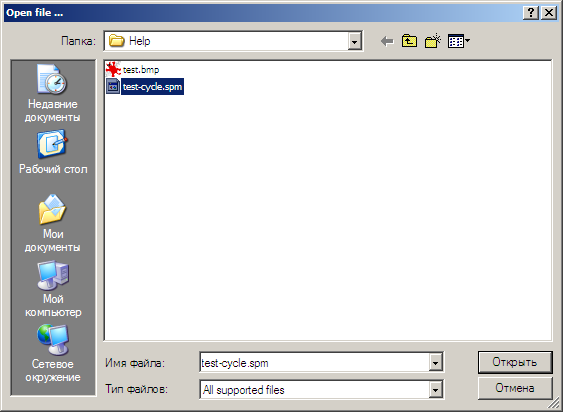 Open file ...
Папка:
Help
Недавние
документы
Рабочий стол
Мои
документы
Мой
компьютер
Сетевое
окружение
test.bmp
test-cycle.spm
Имя файла:
test-cycle.spm
Открыть
Тип файлов:
All supported files
Отмена